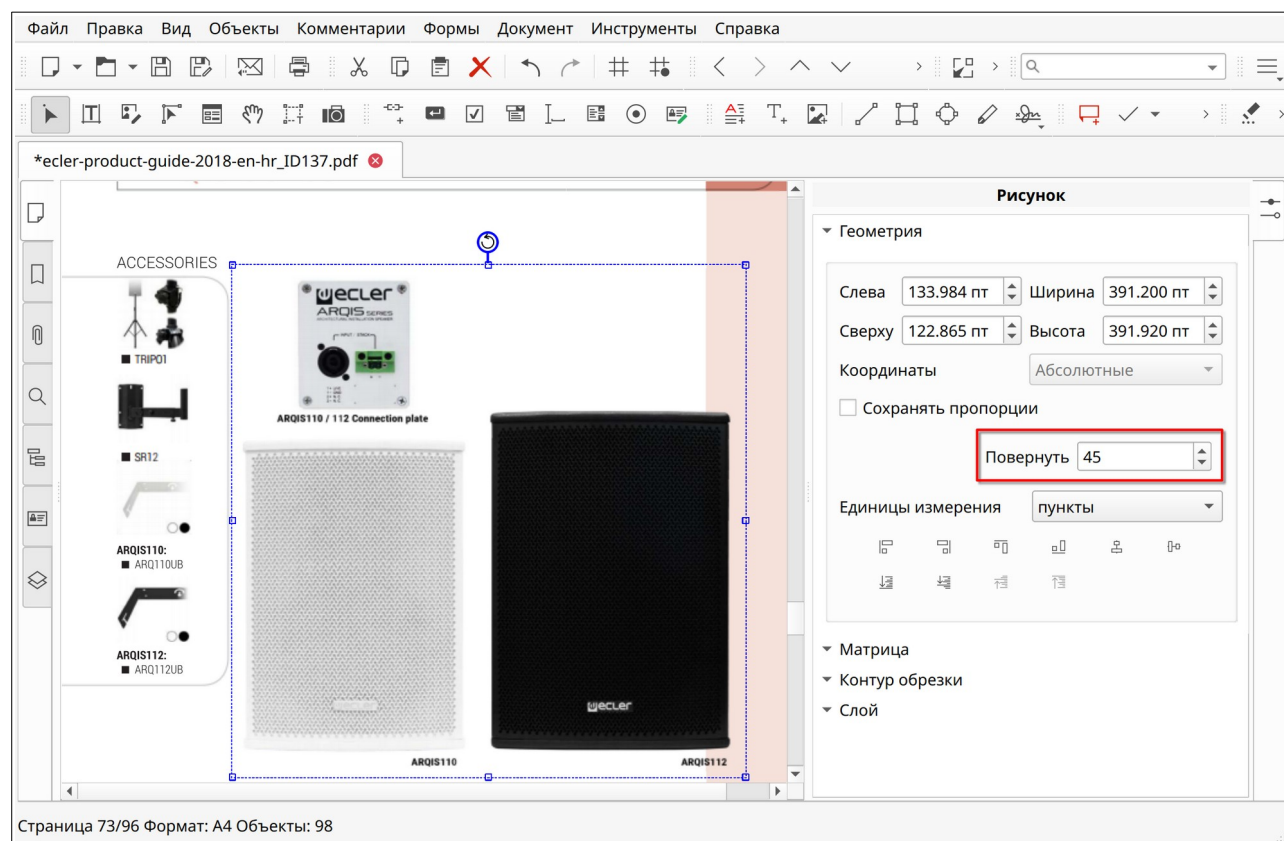 Файл Правка Вид Объекты Комментарии Формы Документ Инструменты Справка
*ecler-product-guide-2018-en-hr_ID137.pdf
Рисунок
Геометрия
Слева 133.984 пт Ширина 391.200 пт
Сверху 122.865 пт Высота 391.920 пт
Координаты Абсолютные
Сохранять пропорции
Повернуть 45
Единицы измерения пункты
Матрица
Контур обрезки
Слой
ACCESSORIES
TRIPO1
SR12
ARQIS110:
ARQ110UB
ARQIS112:
ARQ112UB
ecler
ARQIS SERIES
ARQIS110 / 112 Connection plate
ecler
ARQIS110
ARQIS112
Страница 73/96 Формат: A4 Объекты: 98